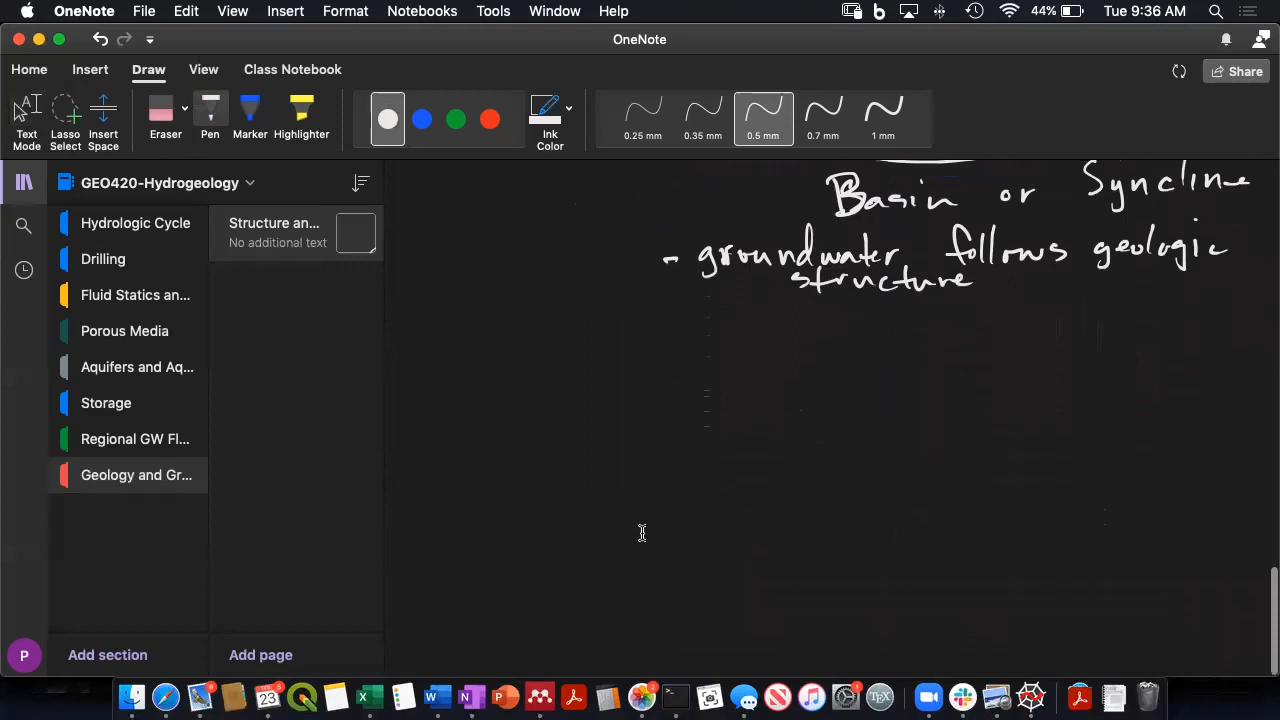 OneNote File Edit View Insert Format Notebooks Tools Window Help 44% Tue 9:36 AM
OneNote
Home Insert Draw View Class Notebook Share
Text Mode
Lasso Select
Insert Space
Eraser
Pen
Marker
Highlighter
Ink Color
0.25 mm
0.35 mm
0.5 mm
0.7 mm
1 mm
GEO420-Hydrogeology
Hydrologic Cycle
Drilling
Fluid Statics an...
Porous Media
Aquifers and Aq...
Storage
Regional GW Fl...
Geology and Gr...
Structure an...
No additional text
Basin or Syncline
- groundwater follows geologic
structure
P
Add section
Add page
23